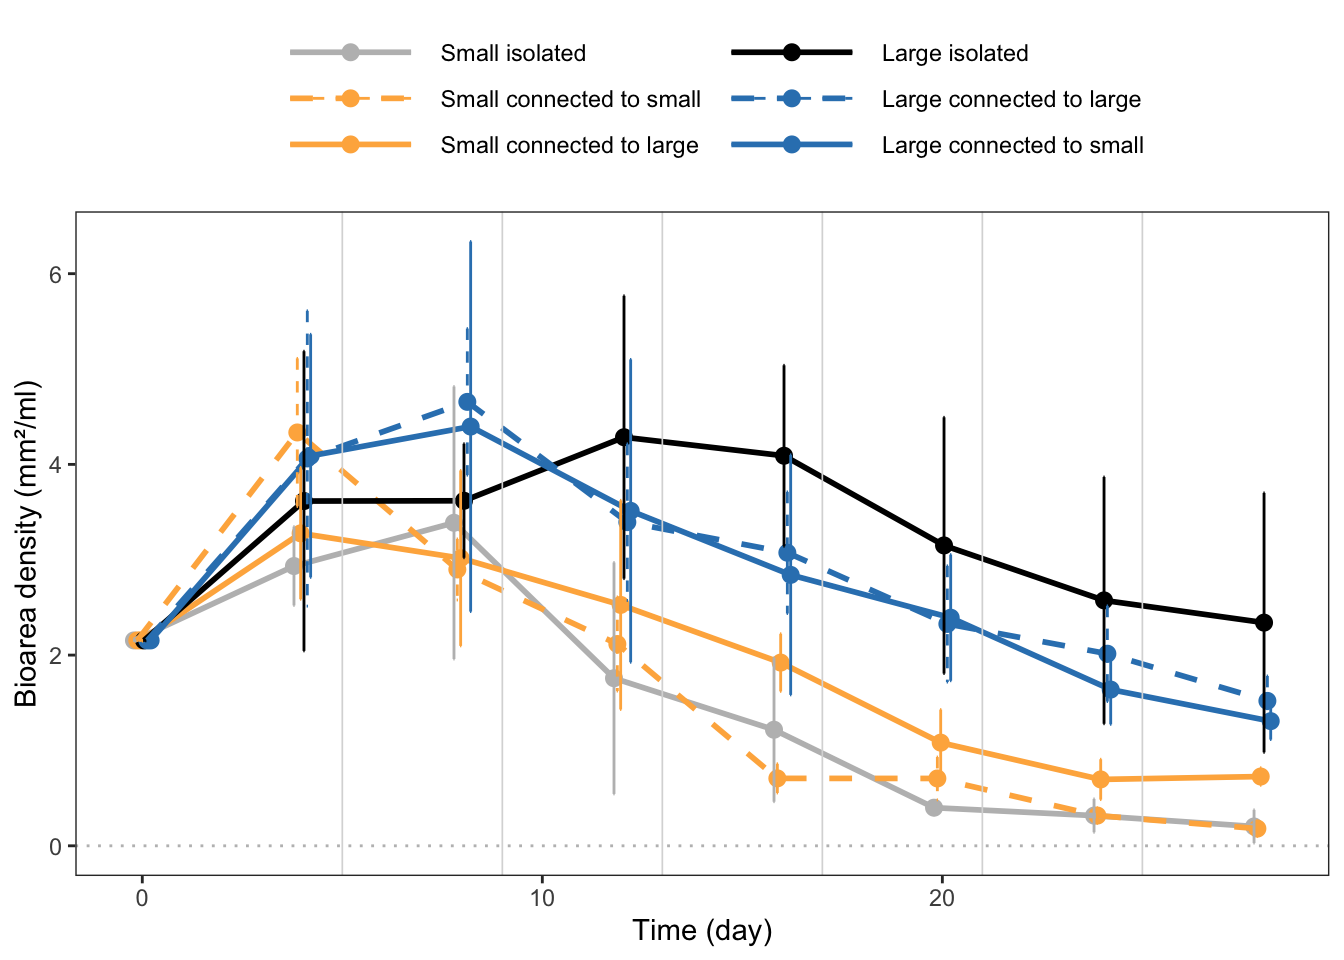 Small isolated
Large isolated
Small connected to small
Large connected to large
Small connected to large
Large connected to small
Bioarea density (mm²/ml)
6
4
2
0
0
10
20
Time (day)